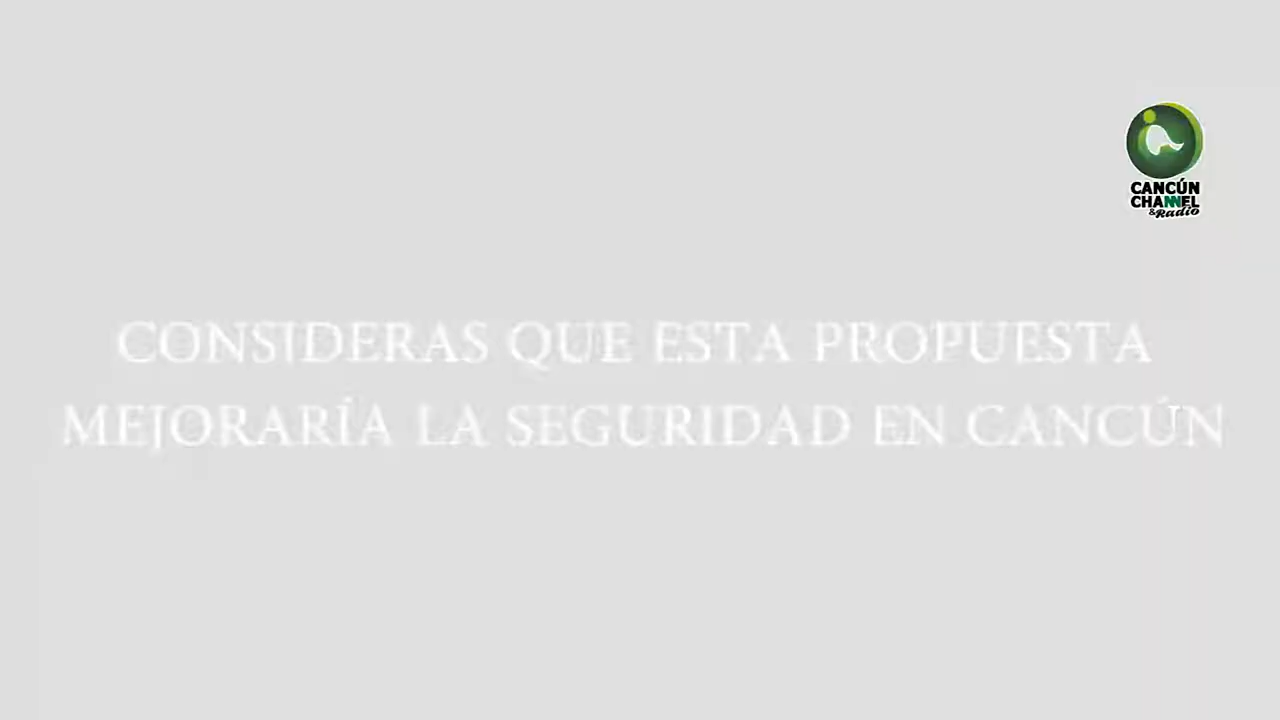 CANCÚN
CHANNEL
&Radio
CONSIDERAS QUE ESTA PROPUESTA
MEJORARÍA LA SEGURIDAD EN CANCÚN